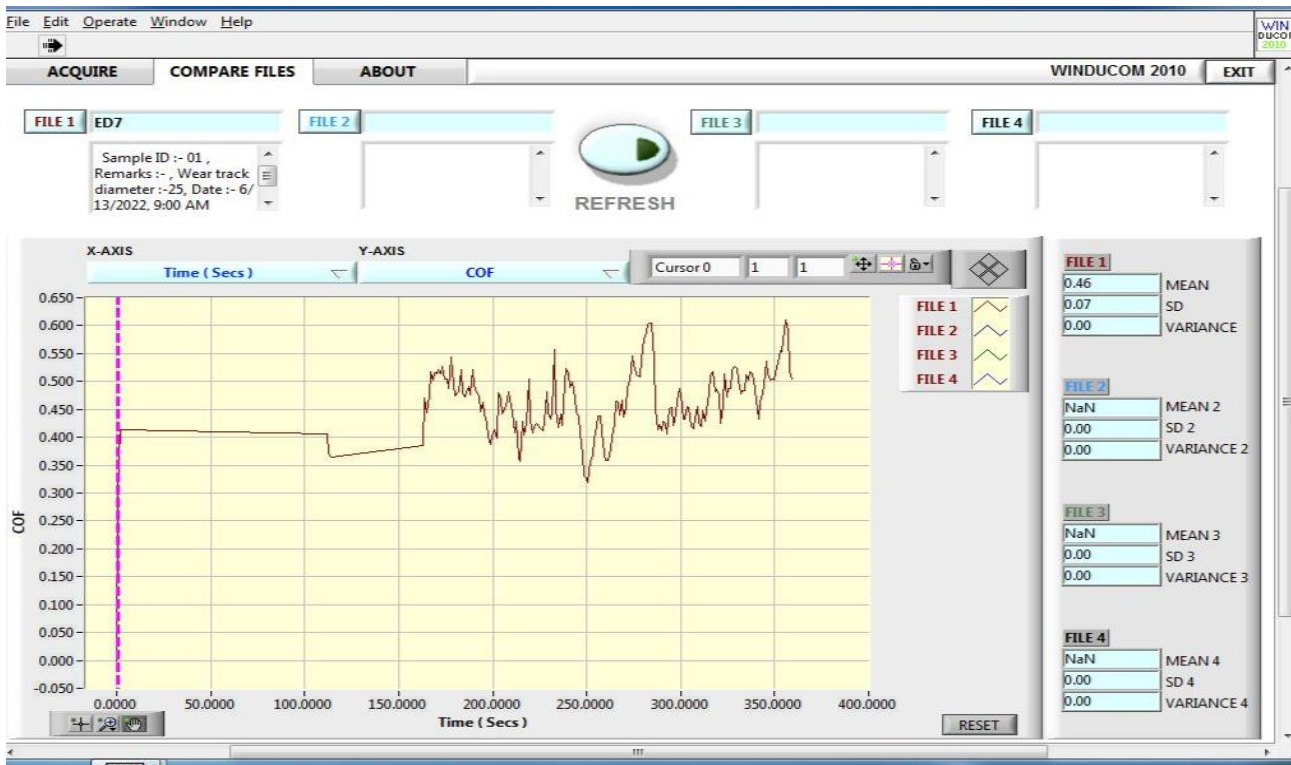 File Edit Operate Window Help
WIN
DUCOM
2010
ACQUIRE COMPARE FILES ABOUT WINDUCOM 2010 EXIT
FILE 1 ED7 FILE 2 FILE 3 FILE 4
Sample ID :- 01 ,
Remarks :- , Wear track
diameter :-25, Date :- 6/
13/2022, 9:00 AM
REFRESH
X-AXIS Y-AXIS
Time ( Secs ) COF Cursor 0 1 1
0.650
0.600
0.550
0.500
0.450
0.400
0.350
0.300
0.250
0.200
0.150
0.100
0.050
0.000
-0.050
COF
0.0000 50.0000 100.0000 150.0000 200.0000 250.0000 300.0000 350.0000 400.0000
Time ( Secs )
FILE 1
FILE 2
FILE 3
FILE 4
RESET
FILE 1
0.46 MEAN
0.07 SD
0.00 VARIANCE
FILE 2
NaN MEAN 2
0.00 SD 2
0.00 VARIANCE 2
FILE 3
NaN MEAN 3
0.00 SD 3
0.00 VARIANCE 3
FILE 4
NaN MEAN 4
0.00 SD 4
0.00 VARIANCE 4